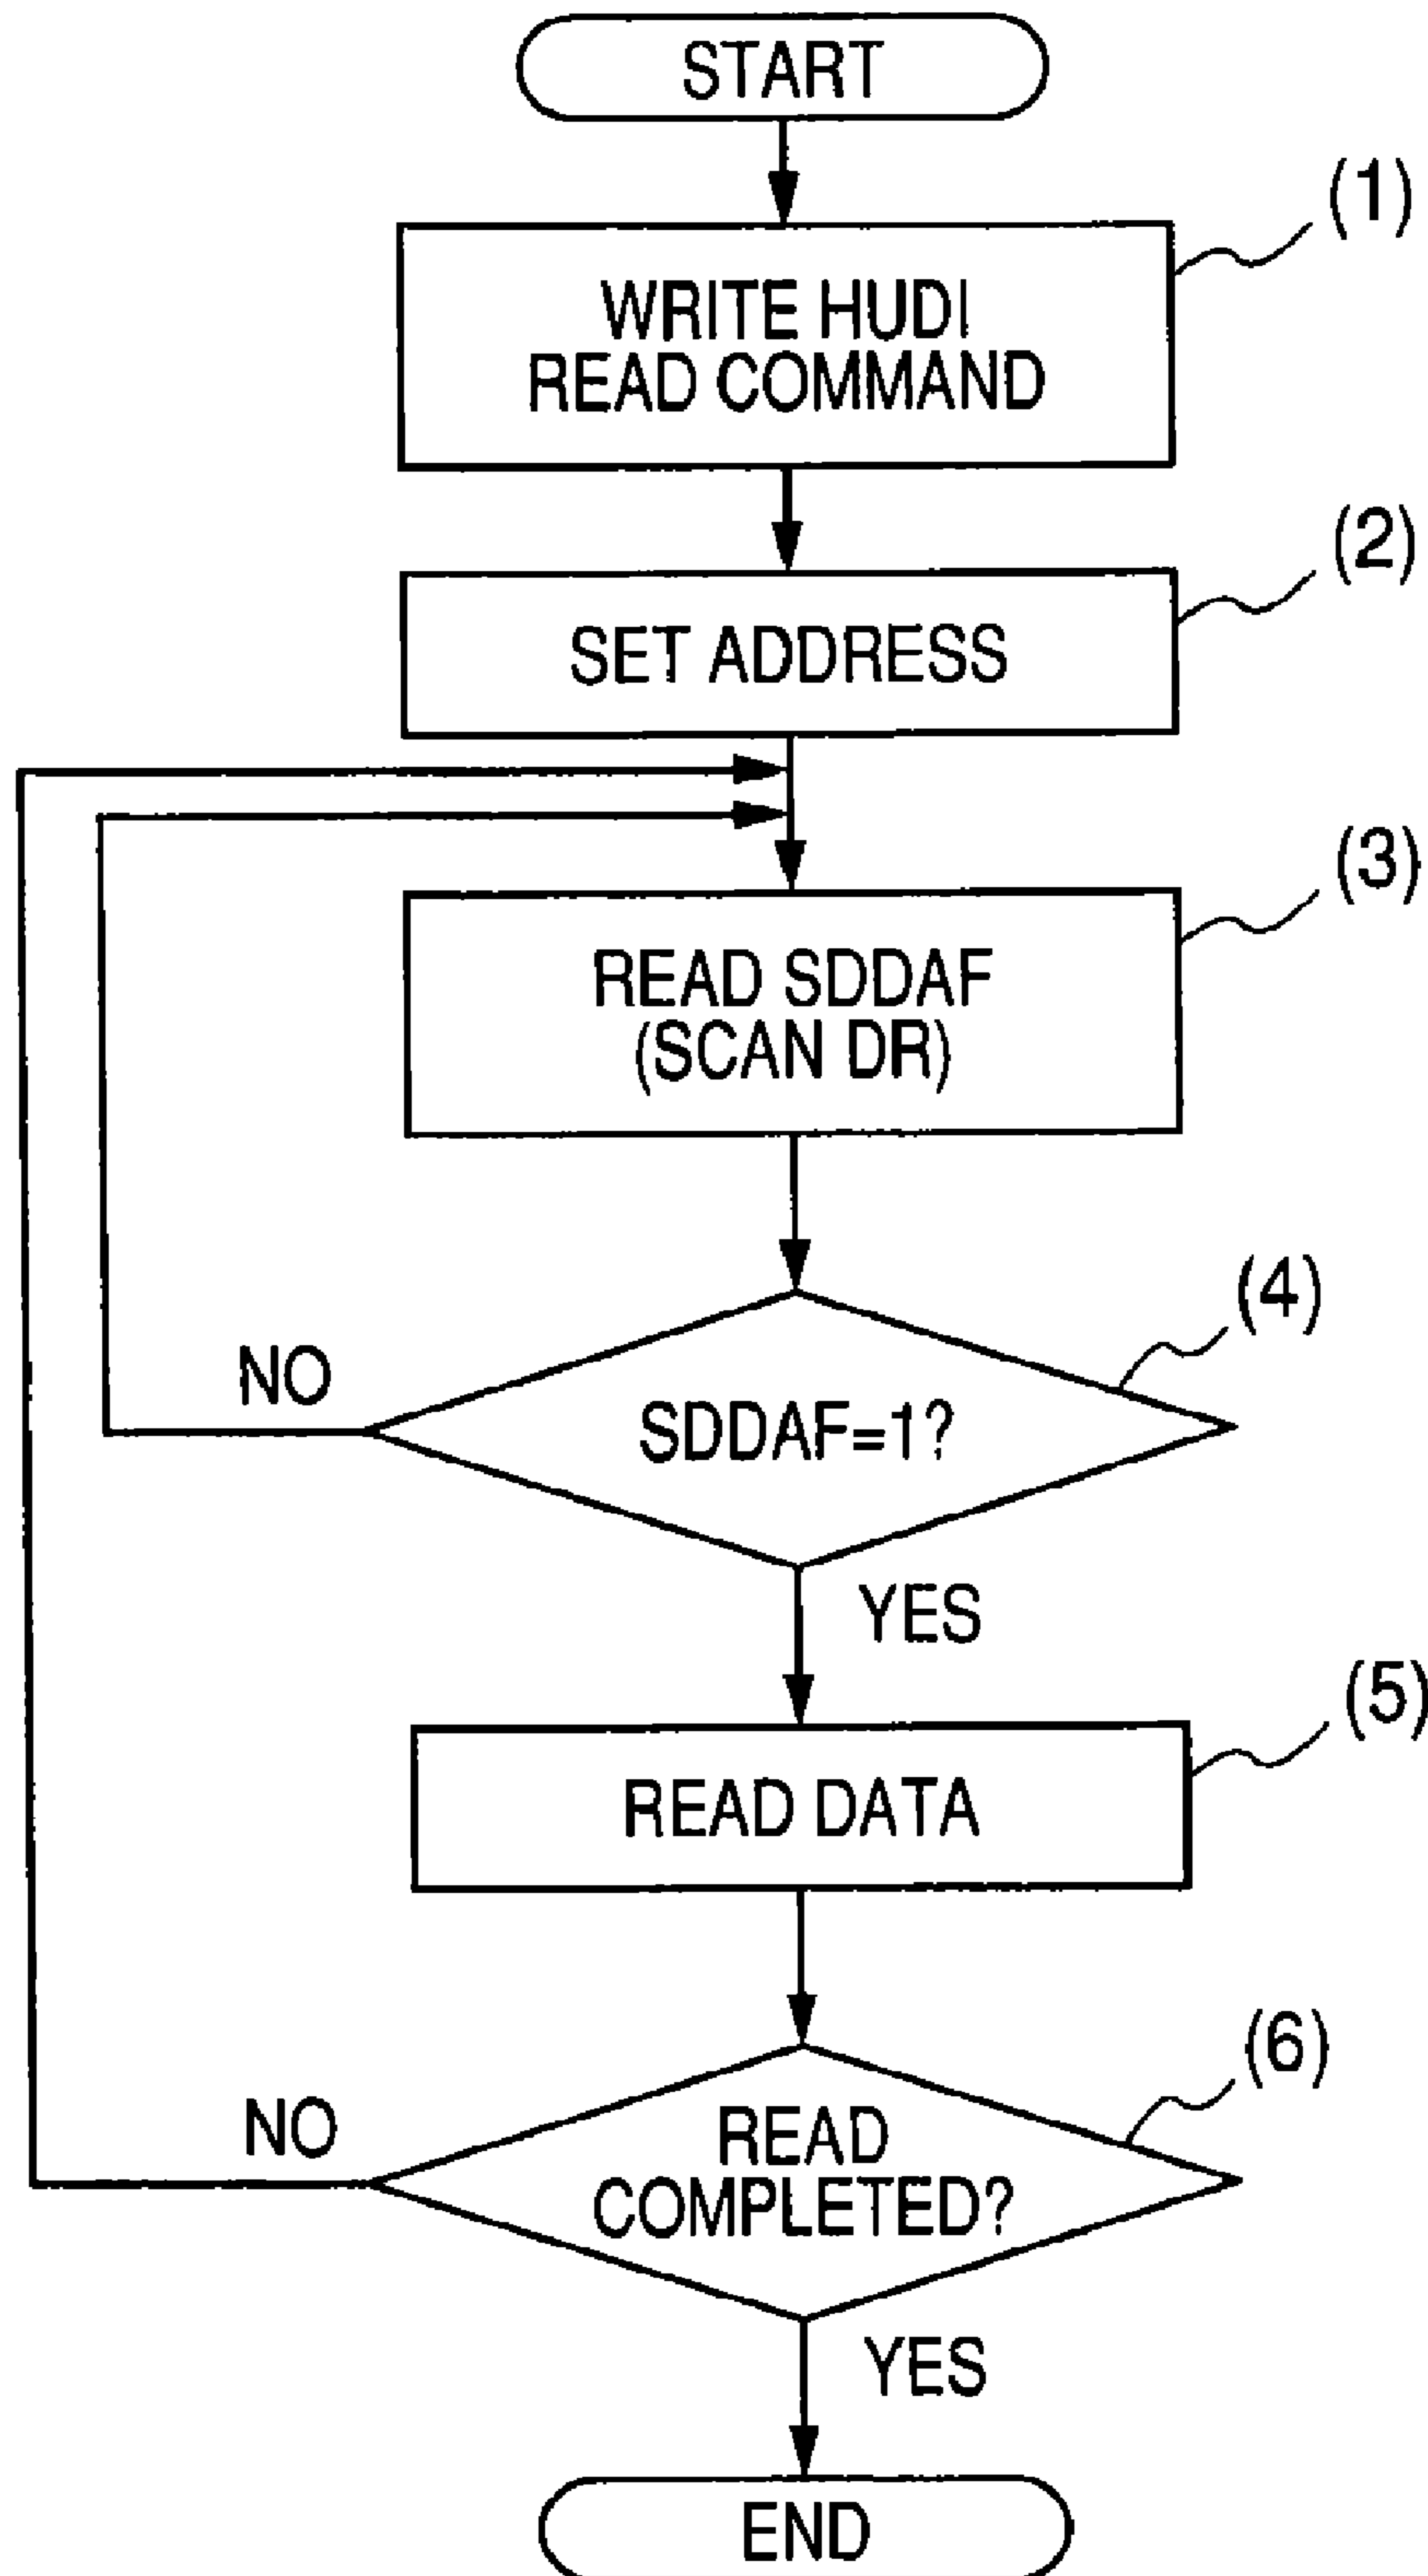 START
(1)
WRITE HUDI
READ COMMAND
(2)
SET ADDRESS
(3)
READ SDDAF
(SCAN DR)
(4)
NO
SDDAF=1?
YES
(5)
READ DATA
(6)
NO
READ
COMPLETED?
YES
END